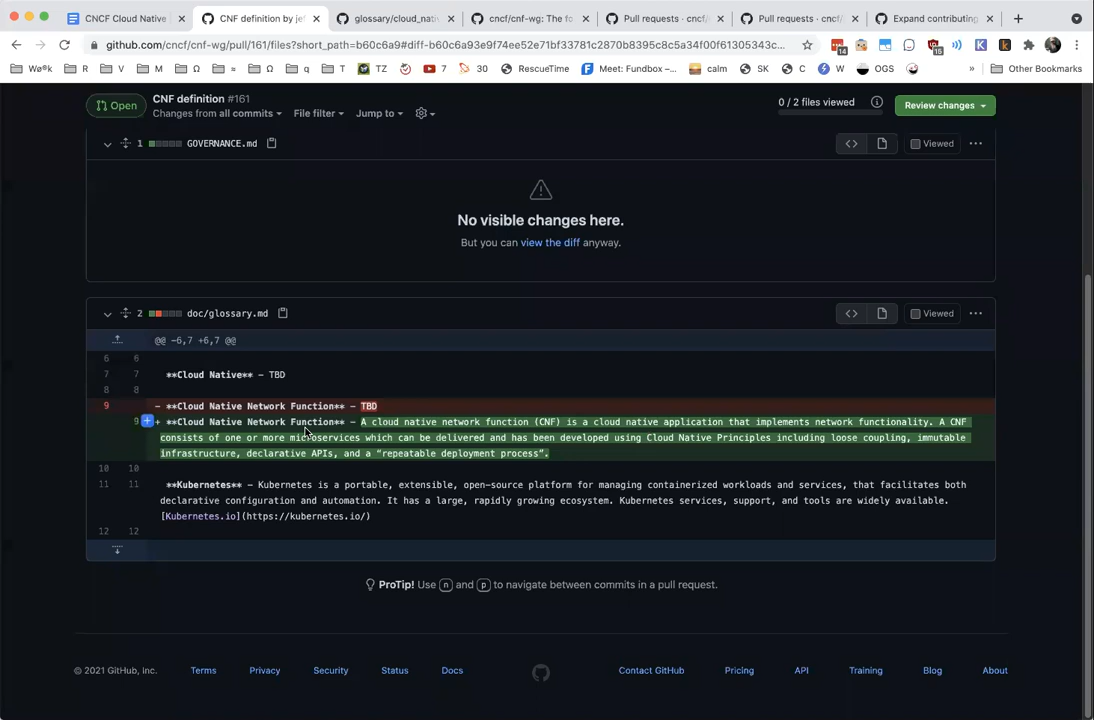 CNCF Cloud Native
CNF definition by je
glossary/cloud_nati
cncf/cnf-wg: The fo
Pull requests · cncf/
Pull requests · cncf/
Expand contributing
github.com/cncf/cnf-wg/pull/161/files?short_path=b60c6a9#diff-b60c6a93e9f74ee52e71bf33781c2870b8395c8c5a34f00f61305343c...
14
15
Wø®k
R
V
M
Ω
≈
Ω
q
T
TZ
7
30
RescueTime
Meet: Fundbox –...
calm
SK
C
W
OGS
»
Other Bookmarks
Open
CNF definition #161
Changes from all commits
File filter
Jump to
0 / 2 files viewed
Review changes
1 GOVERNANCE.md
Viewed
No visible changes here.
But you can view the diff anyway.
2 doc/glossary.md
Viewed
@@ -6,7 +6,7 @@
6 6
7 7 **Cloud Native** – TBD
8 8
9 - **Cloud Native Network Function** – TBD
9 + **Cloud Native Network Function** – A cloud native network function (CNF) is a cloud native application that implements network functionality. A CNF
consists of one or more microservices which can be delivered and has been developed using Cloud Native Principles including loose coupling, immutable
infrastructure, declarative APIs, and a “repeatable deployment process”.
10 10
11 11 **Kubernetes** – Kubernetes is a portable, extensible, open-source platform for managing containerized workloads and services, that facilitates both
declarative configuration and automation. It has a large, rapidly growing ecosystem. Kubernetes services, support, and tools are widely available.
[Kubernetes.io](https://kubernetes.io/)
12 12
ProTip! Use n and p to navigate between commits in a pull request.
© 2021 GitHub, Inc.
Terms
Privacy
Security
Status
Docs
Contact GitHub
Pricing
API
Training
Blog
About